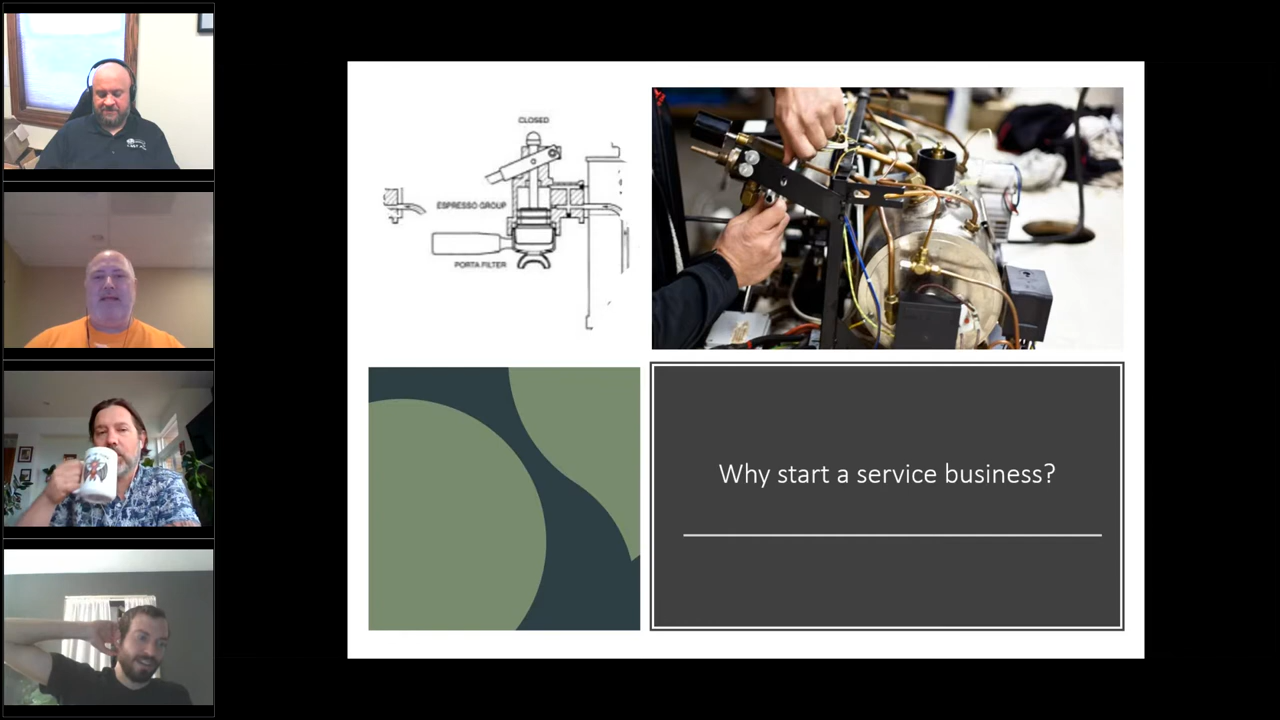 CLOSED
ESPRESSO GROUP
PORTA FILTER
Why start a service business?